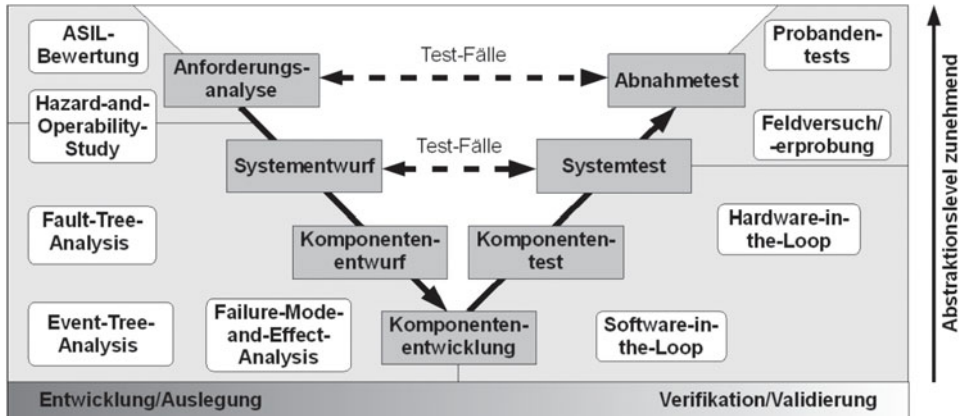 ASIL-
Bewertung
Anforderungs-
analyse
Test-Fälle
Abnahmetest
Probanden-
tests
Hazard-and-
Operability-
Study
Systementwurf
Test-Fälle
Systemtest
Feldversuch/
-erprobung
Fault-Tree-
Analysis
Komponenten-
entwurf
Komponenten-
test
Hardware-in-
the-Loop
Event-Tree-
Analysis
Failure-Mode-
and-Effect-
Analysis
Komponenten-
entwicklung
Software-in-
the-Loop
Entwicklung/Auslegung
Verifikation/Validierung
Abstraktionslevel zunehmend